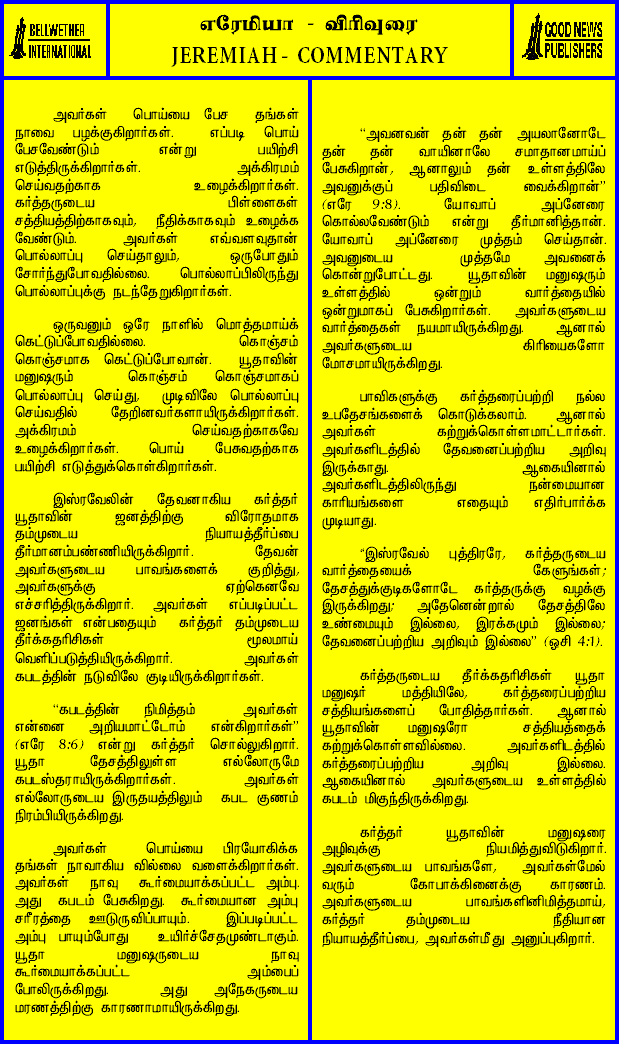 BELLWETHER
INTERNATIONAL
எரேமியா - விரிவுரை
JEREMIAH - COMMENTARY
GOOD NEWS
PUBLISHERS
அவர்கள் பொய்யை பேச தங்கள்
நாவை பழக்குகிறார்கள். எப்படி பொய்
பேசவேண்டும் என்று பயிற்சி
எடுத்திருக்கிறார்கள். அக்கிரமம்
செய்வதற்காக உழைக்கிறார்கள்.
கர்த்தருடைய பிள்ளைகள்
சத்தியத்திற்காகவும், நீதிக்காகவும் உழைக்க
வேண்டும். அவர்கள் எவ்வளவுதான்
பொல்லாப்பு செய்தாலும், ஒருபோதும்
சோர்ந்துபோவதில்லை. பொல்லாப்பிலிருந்து
பொல்லாப்புக்கு நடந்தேறுகிறார்கள்.
ஒருவனும் ஒரே நாளில் மொத்தமாய்க்
கெட்டுப்போவதில்லை. கொஞ்சம்
கொஞ்சமாக கெட்டுப்போவான். யூதாவின்
மனுஷரும் கொஞ்சம் கொஞ்சமாகப்
பொல்லாப்பு செய்து, முடிவிலே பொல்லாப்பு
செய்வதில் தேறினவர்களாயிருக்கிறார்கள்.
அக்கிரமம் செய்வதற்காகவே
உழைக்கிறார்கள். பொய் பேசுவதற்காக
பயிற்சி எடுத்துக்கொள்கிறார்கள்.
இஸ்ரவேலின் தேவனாகிய கர்த்தர்
யூதாவின் ஜனத்திற்கு விரோதமாக
தம்முடைய நியாயத்தீர்ப்பை
தீர்மானம்பண்ணியிருக்கிறார். தேவன்
அவர்களுடைய பாவங்களைக் குறித்து,
அவர்களுக்கு ஏற்கெனவே
எச்சரித்திருக்கிறார். அவர்கள் எப்படிப்பட்ட
ஜனங்கள் என்பதையும் கர்த்தர் தம்முடைய
தீர்க்கதரிசிகள் மூலமாய்
வெளிப்படுத்தியிருக்கிறார். அவர்கள்
கபடத்தின் நடுவிலே குடியிருக்கிறார்கள்.
“கபடத்தின் நிமித்தம் அவர்கள்
என்னை அறியமாட்டோம் என்கிறார்கள்”
(எரே 8:6) என்று கர்த்தர் சொல்லுகிறார்.
யூதா தேசத்திலுள்ள எல்லோருமே
கபடஸ்தராயிருக்கிறார்கள். அவர்கள்
எல்லோருடைய இருதயத்திலும் கபட குணம்
நிரம்பியிருக்கிறது.
அவர்கள் பொய்யை பிரயோகிக்க
தங்கள் நாவாகிய வில்லை வளைக்கிறார்கள்.
அவர்கள் நாவு கூர்மையாக்கப்பட்ட அம்பு.
அது கபடம் பேசுகிறது. கூர்மையான அம்பு
சரீரத்தை ஊடுருவிப்பாயும். இப்படிப்பட்ட
அம்பு பாயும்போது உயிர்ச்சேதமுண்டாகும்.
யூதா மனுஷருடைய நாவு
கூர்மையாக்கப்பட்ட அம்பைப்
போலிருக்கிறது. அது அநேகருடைய
மரணத்திற்கு காரணாமாயிருக்கிறது.
“அவனவன் தன் தன் அயலானோடே
தன் தன் வாயினாலே சமாதானமாய்ப்
பேசுகிறான், ஆனாலும் தன் உள்ளத்திலே
அவனுக்குப் பதிவிடை வைக்கிறான்”
(எரே 9:8). யோவாப் அப்னேரை
கொல்லவேண்டும் என்று தீர்மானித்தான்.
யோவாப் அப்னேரை முத்தம் செய்தான்.
அவனுடைய முத்தமே அவனைக்
கொன்றுபோட்டது. யூதாவின் மனுஷரும்
உள்ளத்தில் ஒன்றும் வார்த்தையில்
ஒன்றுமாகப் பேசுகிறார்கள். அவர்களுடைய
வார்த்தைகள் நயமாயிருக்கிறது. ஆனால்
அவர்களுடைய கிரியைகளோ
மோசமாயிருக்கிறது.
பாவிகளுக்கு கர்த்தரைப்பற்றி நல்ல
உபதேசங்களைக் கொடுக்கலாம். ஆனால்
அவர்கள் கற்றுக்கொள்ளமாட்டார்கள்.
அவர்களிடத்தில் தேவனைப்பற்றிய அறிவு
இருக்காது. ஆகையினால்
அவர்களிடத்திலிருந்து நன்மையான
காரியங்களை எதையும் எதிர்பார்க்க
முடியாது.
“இஸ்ரவேல் புத்திரரே, கர்த்தருடைய
வார்த்தையைக் கேளுங்கள்;
தேசத்துக்குடிகளோடே கர்த்தருக்கு வழக்கு
இருக்கிறது; அதேனென்றால் தேசத்திலே
உண்மையும் இல்லை, இரக்கமும் இல்லை;
தேவனைப்பற்றிய அறிவும் இல்லை” (ஓசி 4:1).
கர்த்தருடைய தீர்க்கதரிசிகள் யூதா
மனுஷர் மத்தியிலே, கர்த்தரைப்பற்றிய
சத்தியங்களைப் போதித்தார்கள். ஆனால்
யூதாவின் மனுஷரோ சத்தியத்தைக்
கற்றுக்கொள்ளவில்லை. அவர்களிடத்தில்
கர்த்தரைப்பற்றிய அறிவு இல்லை.
ஆகையினால் அவர்களுடைய உள்ளத்தில்
கபடம் மிகுந்திருக்கிறது.
கர்த்தர் யூதாவின் மனுஷரை
அழிவுக்கு நியமித்துவிடுகிறார்.
அவர்களுடைய பாவங்களே, அவர்கள்மேல்
வரும் கோபாக்கினைக்கு காரணம்.
அவர்களுடைய பாவங்களினிமித்தமாய்,
கர்த்தர் தம்முடைய நீதியான
நியாயத்தீர்ப்பை, அவர்கள்மீது அனுப்புகிறார்.